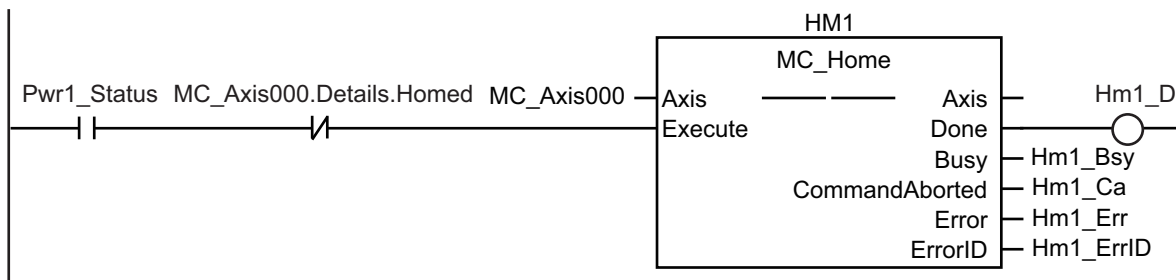 HM1
MC_Home
Pwr1_Status MC_Axis000.Details.Homed MC_Axis000 Axis Axis Hm1_D
Execute Done
Busy Hm1_Bsy
CommandAborted Hm1_Ca
Error Hm1_Err
ErrorID Hm1_ErrID